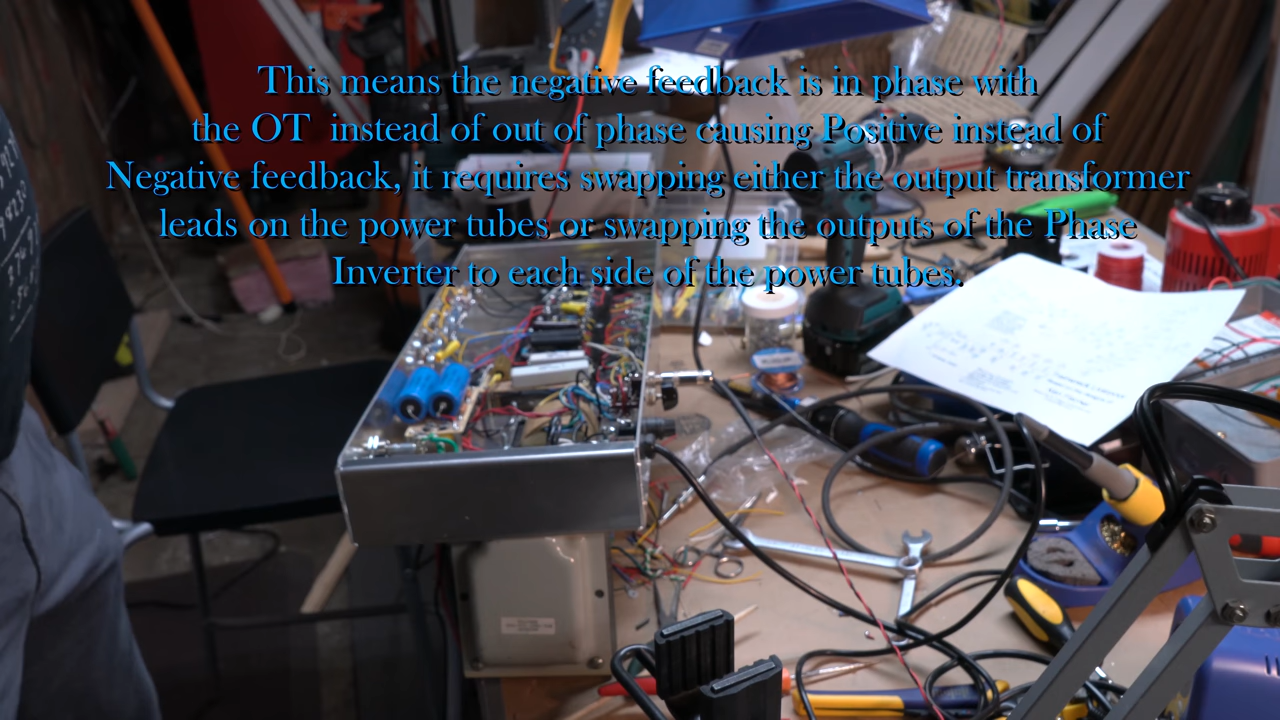 This means the negative feedback is in phase with
the OT instead of out of phase causing Positive instead of
Negative feedback, it requires swapping either the output transformer
leads on the power tubes or swapping the outputs of the Phase
Inverter to each side of the power tubes.